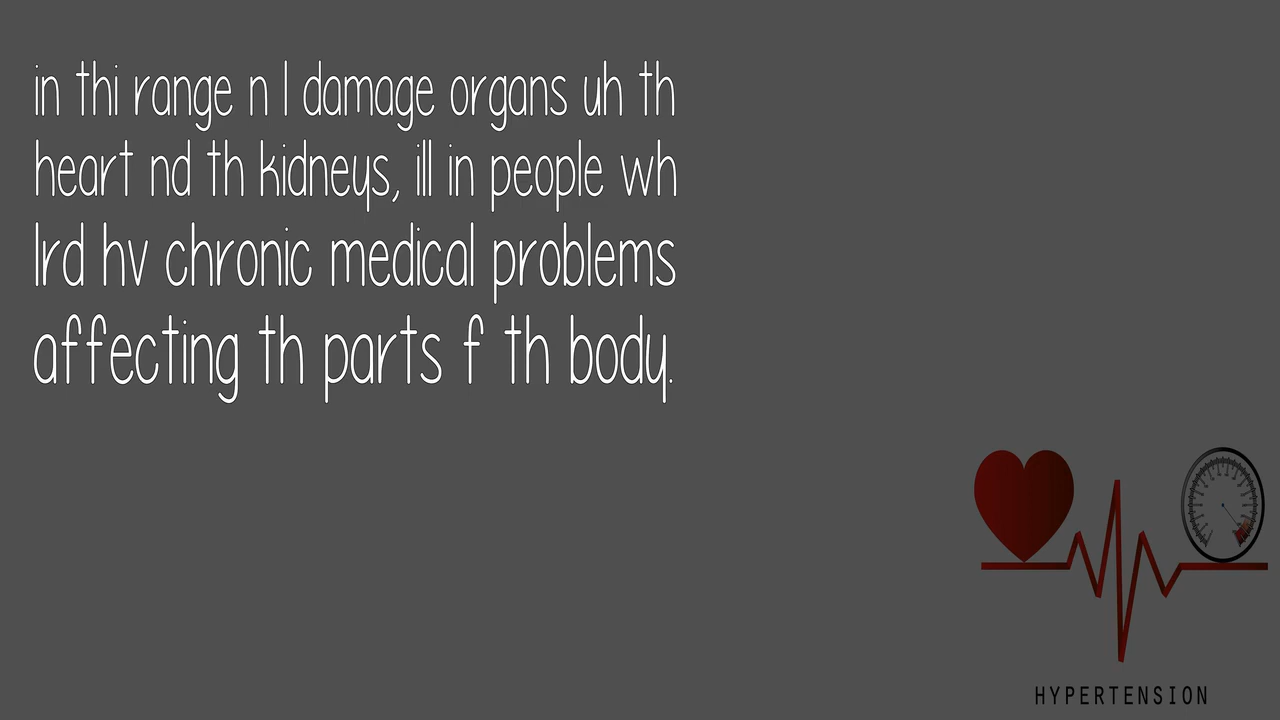 in thi range n l damage organs uh th
heart nd th kidneys, ill in people wh
lrd hv chronic medical problems
affecting th parts f th body.
HYPERTENSION